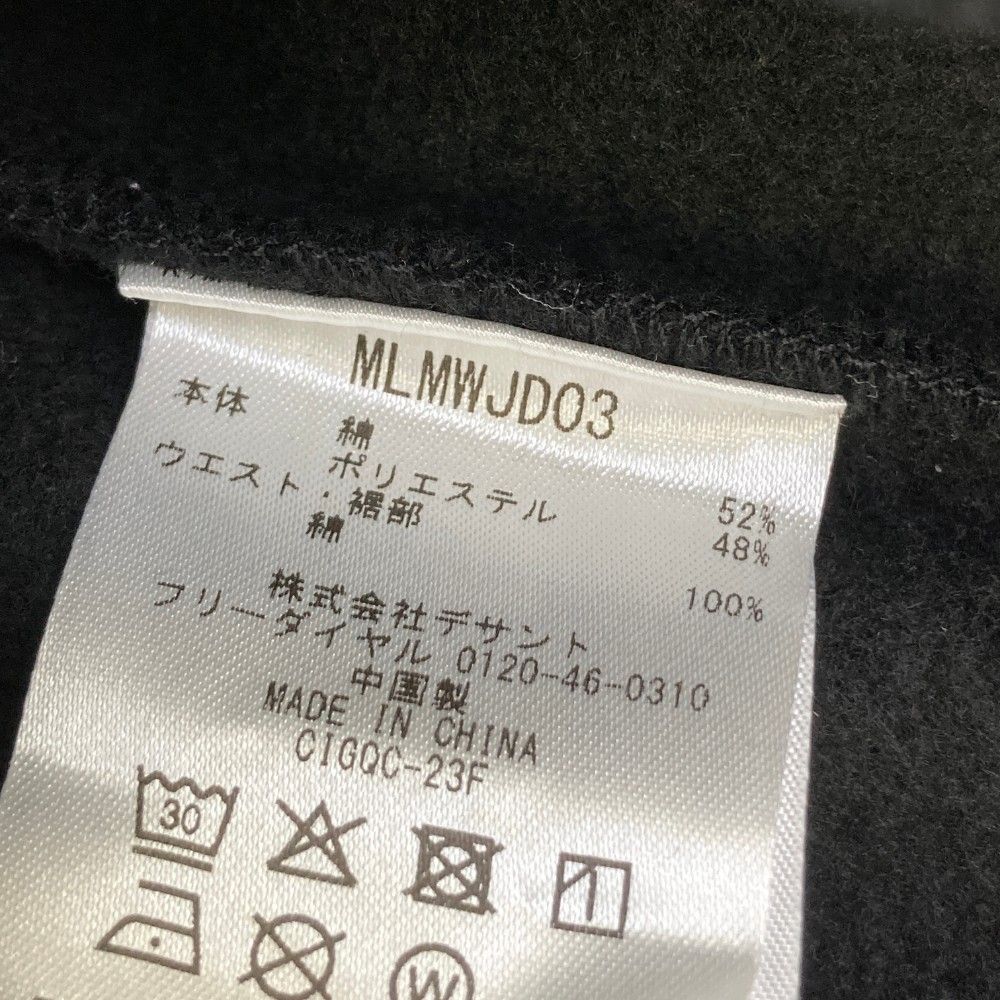 MLMWJD03
本体
綿 52%
ポリエステル 48%
ウエスト・裾部
綿 100%
株式会社デサント
フリーダイヤル 0120-46-0310
中国製
MADE IN CHINA
CIGQC-23F
30
W